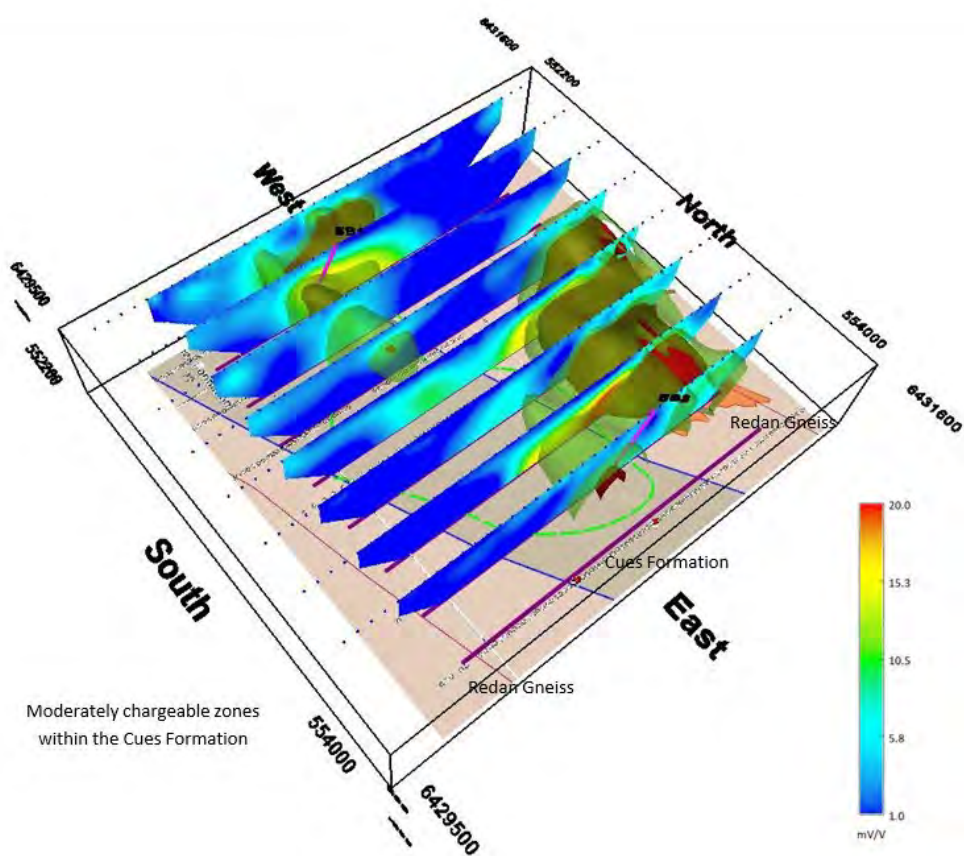 6431600
552200
West
North
6429500
552200
554000
6431600
Redan Gneiss
20.0
15.3
10.5
5.8
1.0
mV/V
Cues Formation
South
East
Redan Gneiss
Moderately chargeable zones
within the Cues Formation
554000
6429500